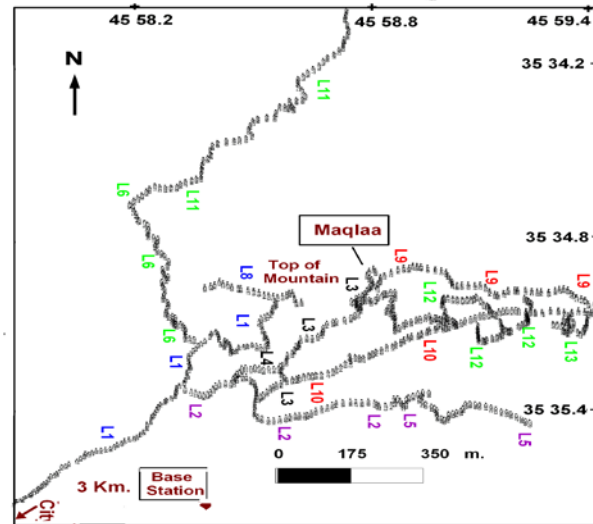 45 58.2
45 58.8
45 59.4
35 34.2
N
L11
L6
L11
L6
Maqlaa
35 34.8
L9
L8
Top of
Mountain
L3
L12
L9
L9
L6
L1
L3
L12
L12
L13
L1
L4
L10
L3
L10
L2
L2
L2
L5
L5
35 35.4
L1
0 175 350 m.
3 Km.
Base
Station